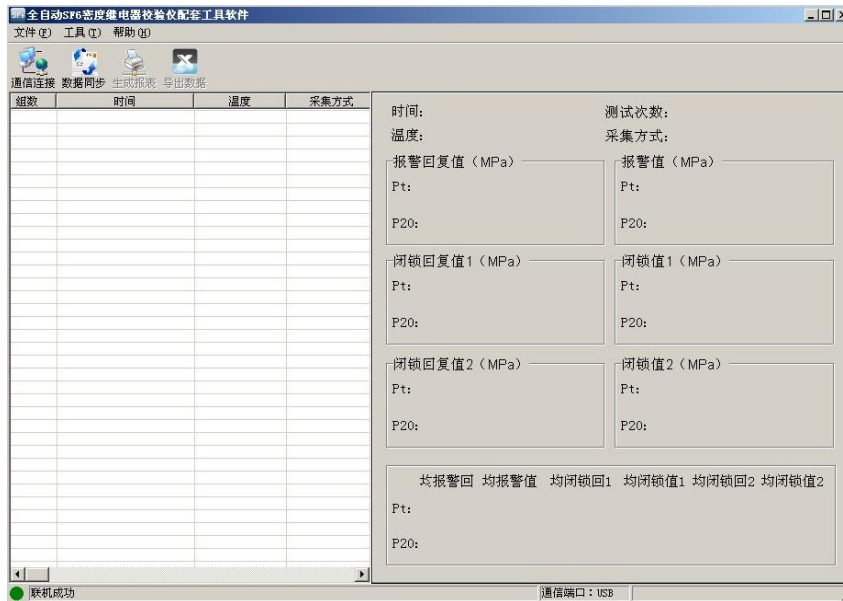 SF6 全自动SF6密度继电器校验仪配套工具软件
文件(F) 工具(T) 帮助(H)
通信连接 数据同步 生成报表 导出数据
组数 时间 温度 采集方式
时间: 测试次数:
温度: 采集方式:
报警回复值（MPa） 报警值（MPa）
Pt: Pt:
P20: P20:
闭锁回复值1（MPa） 闭锁值1（MPa）
Pt: Pt:
P20: P20:
闭锁回复值2（MPa） 闭锁值2（MPa）
Pt: Pt:
P20: P20:
均报警回 均报警值 均闭锁回1 均闭锁值1 均闭锁回2 均闭锁值2
Pt:
P20:
联机成功 通信端口：USB